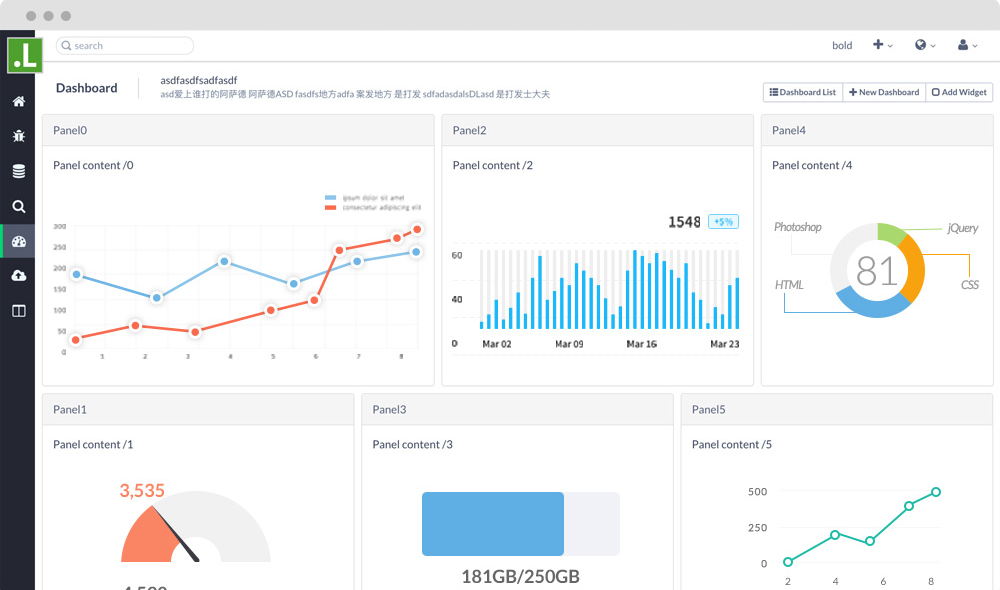 .L
search
bold
Dashboard
asdfasdfsadfasdf
asd爱上谁打的阿萨德 阿萨德ASD fasdfs地方adfa 案发地方 是打发 sdfadasdalsDLasd 是打发士大夫
Dashboard List
New Dashboard
Add Widget
Panel0
Panel content /0
ipsum dolor sit amet
consectetur adipiscing elit
300
250
200
150
100
50
0
1 2 3 4 5 6 7 8
Panel2
Panel content /2
1548 +5%
60
40
0
Mar 02 Mar 09 Mar 16 Mar 23
Panel4
Panel content /4
Photoshop
jQuery
HTML
81
CSS
Panel1
Panel content /1
3,535
Panel3
Panel content /3
181GB/250GB
Panel5
Panel content /5
500
250
0
2 4 6 8